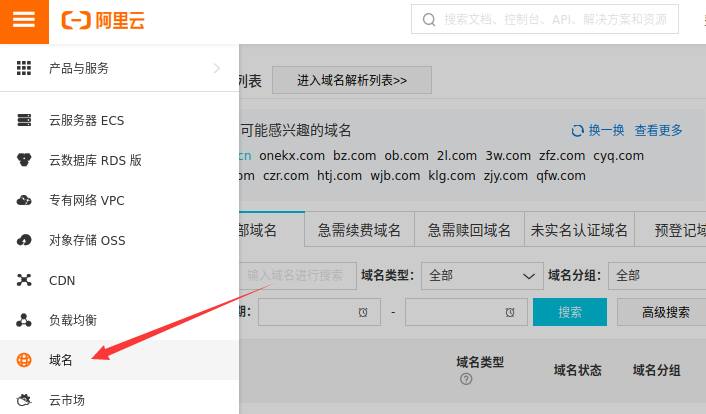 阿里云
搜索文档、控制台、API、解决方案和资源
产品与服务
云服务器 ECS
云数据库 RDS 版
专有网络 VPC
对象存储 OSS
CDN
负载均衡
域名
云市场
列表
进入域名解析列表>>
可能感兴趣的域名
换一换 查看更多
cn onekx.com bz.com ob.com 2l.com 3w.com zfz.com cyq.com
om czr.com htj.com wjb.com klg.com zjy.com qfw.com
部域名 急需续费域名 急需赎回域名 未实名认证域名 预登记域
输入域名进行搜索 域名类型： 全部 域名分组： 全部
期： - 搜索 高级搜索
域名类型 域名状态 域名分组